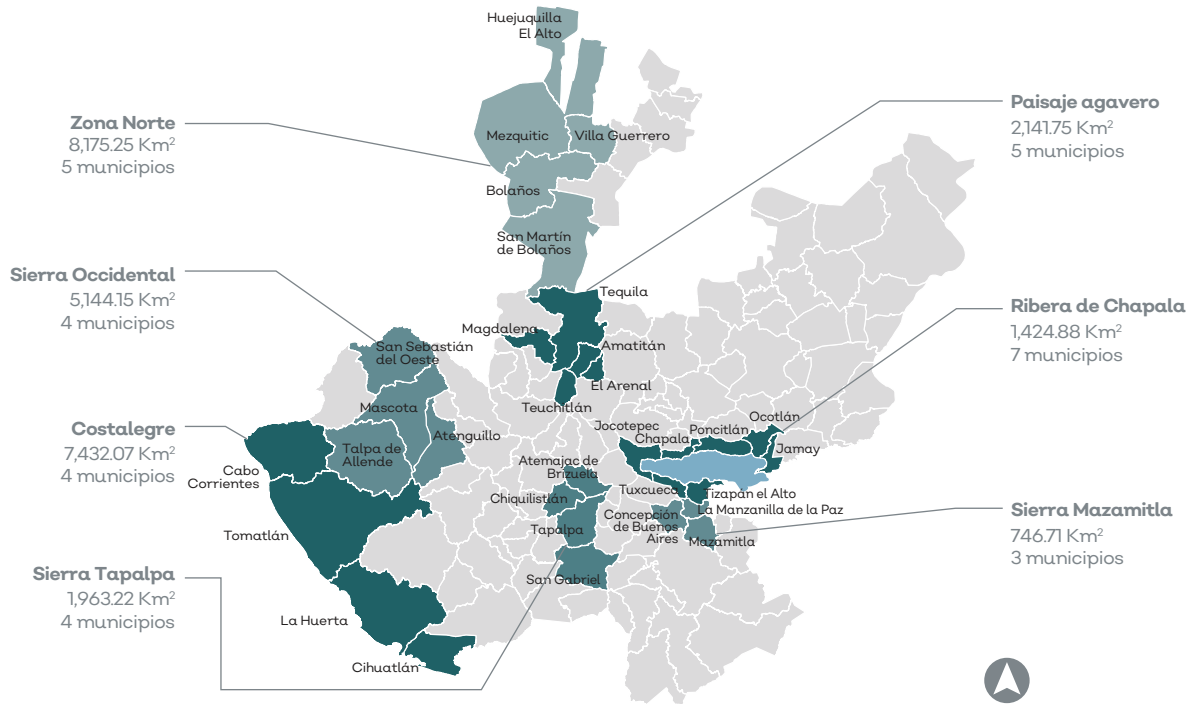 Huejuquilla
El Alto
Zona Norte
8,175.25 Km²
5 municipios
Mezquitic
Villa Guerrero
Bolaños
San Martín
de Bolaños
Paisaje agavero
2,141.75 Km²
5 municipios
Sierra Occidental
5,144.15 Km²
4 municipios
Tequila
Magdalena
Amatitán
El Arenal
Teuchitlán
San Sebastián
del Oeste
Mascota
Atenguillo
Talpa de
Allende
Ribera de Chapala
1,424.88 Km²
7 municipios
Ocotlán
Jocotepec
Poncitlán
Chapala
Jamay
Tuxcueca
Tizapán el Alto
Costalegre
7,432.07 Km²
4 municipios
Cabo
Corrientes
Tomatlán
La Huerta
Cihuatlán
Atemajac de
Brizuela
Chiquilistlán
Tapalpa
San Gabriel
La Manzanilla de la Paz
Concepción
de Buenos
Aires
Mazamitla
Sierra Mazamitla
746.71 Km²
3 municipios
Sierra Tapalpa
1,963.22 Km²
4 municipios